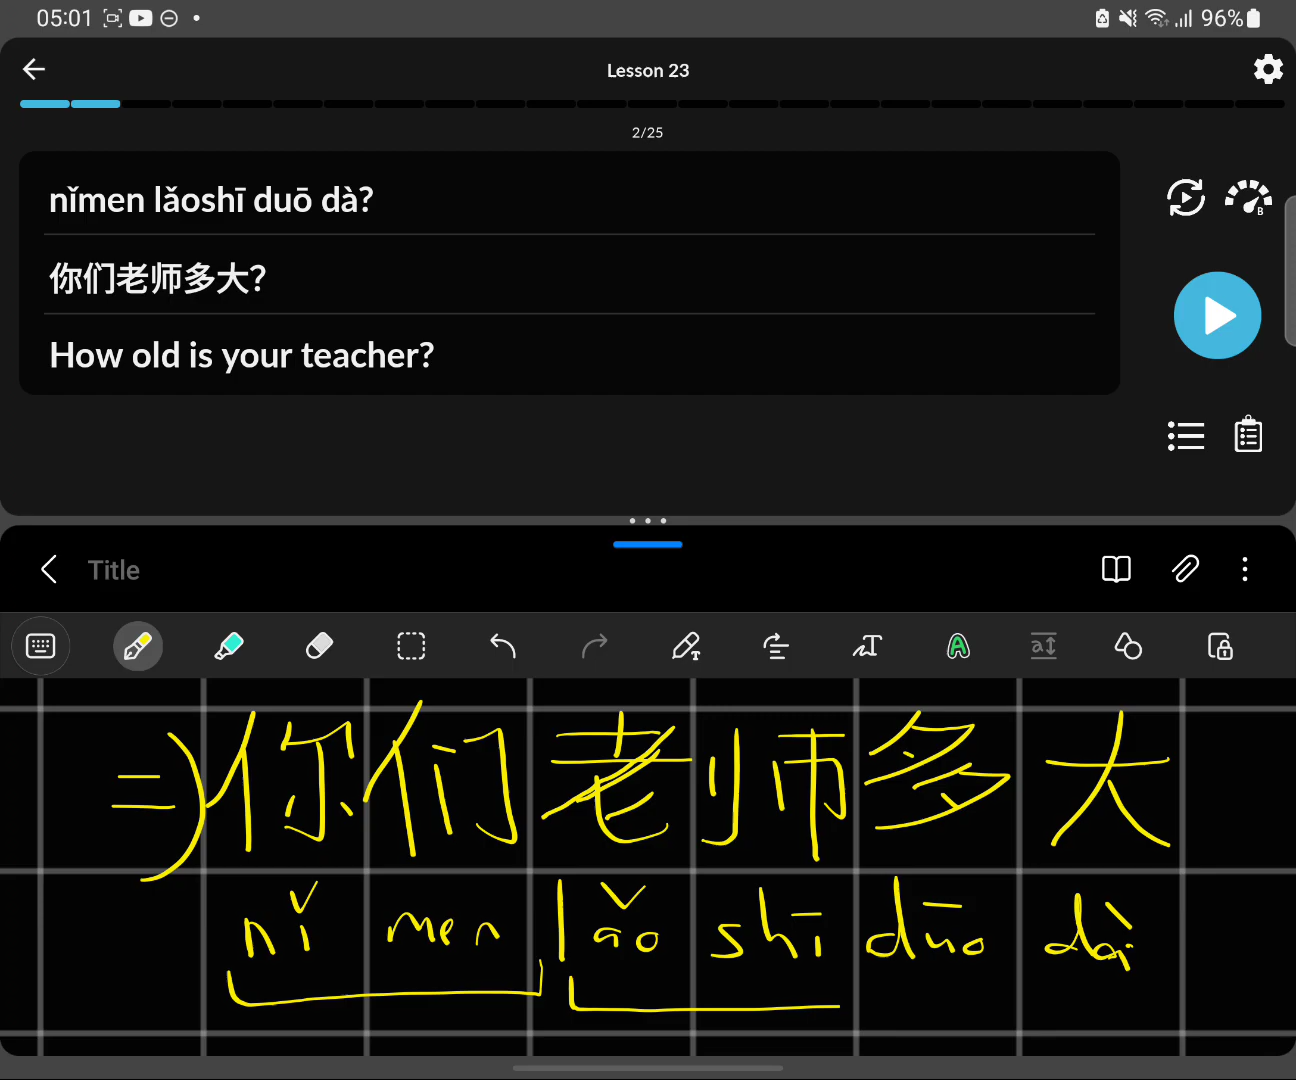 05:01
96%
Lesson 23
2/25
nǐmen lǎoshī duō dà?
你们老师多大?
How old is your teacher?
Title
=) 你们老师多大
nǐ men lǎo shī duō dà